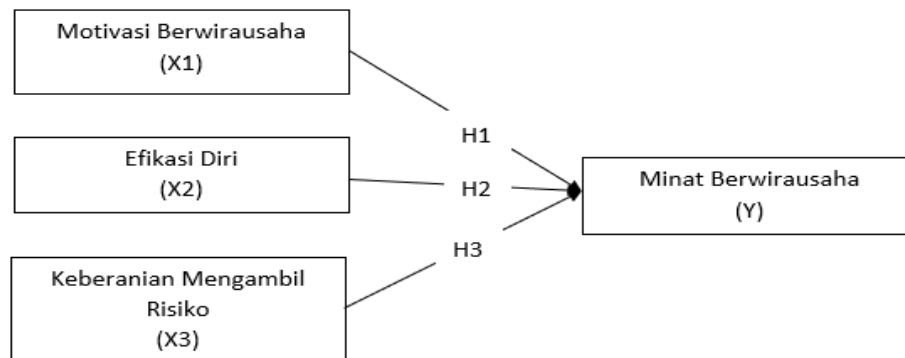 Motivasi Berwirausaha
(X1)
H1
Efikasi Diri
(X2)
H2
Minat Berwirausaha
(Y)
H3
Keberanian Mengambil
Risiko
(X3)